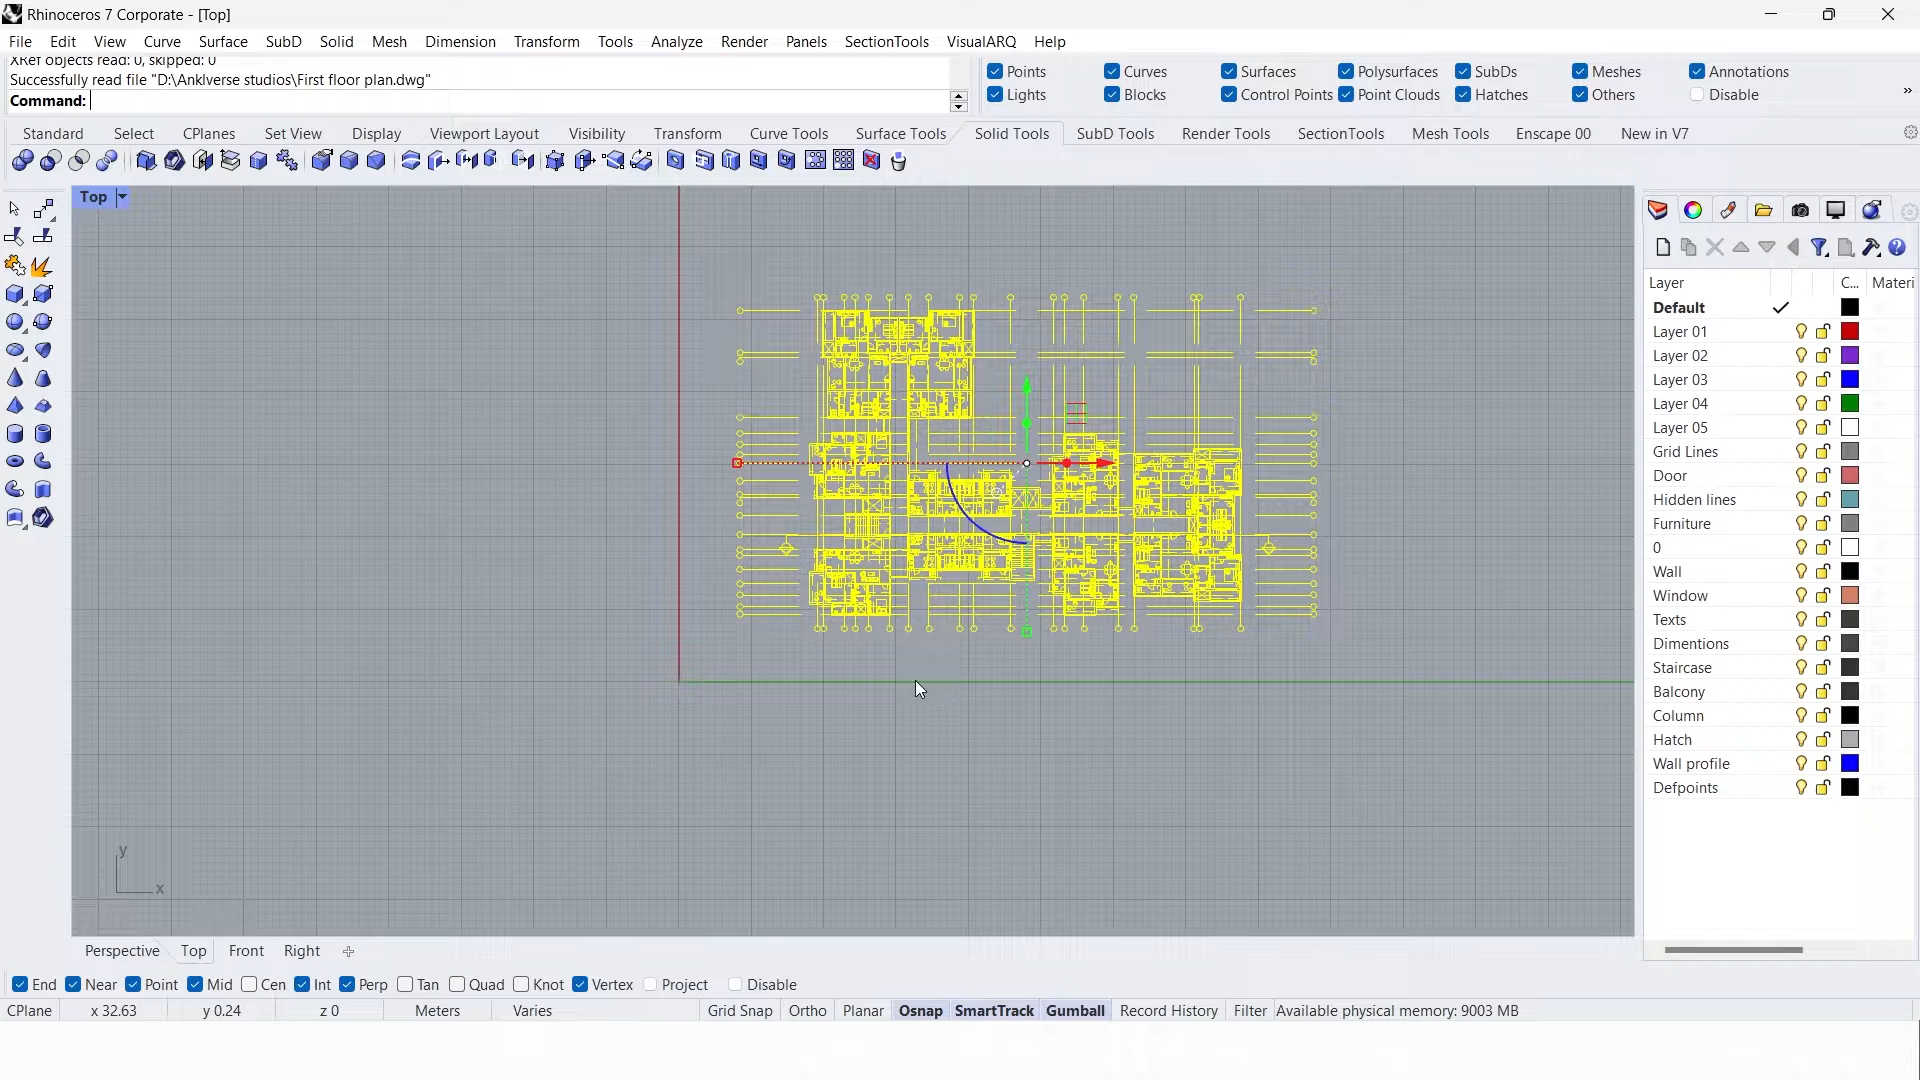 Rhinoceros 7 Corporate - [Top]
File Edit View Curve Surface SubD Solid Mesh Dimension Transform Tools Analyze Render Panels SectionTools VisualARQ Help
XRef objects read: 0, skipped: 0
Successfully read file "D:\Anklverse studios\First floor plan.dwg"
Command:
Points Curves Surfaces Polysurfaces SubDs Meshes Annotations
Lights Blocks Control Points Point Clouds Hatches Others Disable
Standard Select CPlanes Set View Display Viewport Layout Visibility Transform Curve Tools Surface Tools Solid Tools SubD Tools Render Tools SectionTools Mesh Tools Enscape 00 New in V7
Top
Layer C... Materi
Default
Layer 01
Layer 02
Layer 03
Layer 04
Layer 05
Grid Lines
Door
Hidden lines
Furniture
0
Wall
Window
Texts
Dimentions
Staircase
Balcony
Column
Hatch
Wall profile
Defpoints
y
x
Perspective Top Front Right
End Near Point Mid Cen Int Perp Tan Quad Knot Vertex Project Disable
CPlane x 32.63 y 0.24 z 0 Meters Varies Grid Snap Ortho Planar Osnap SmartTrack Gumball Record History Filter Available physical memory: 9003 MB